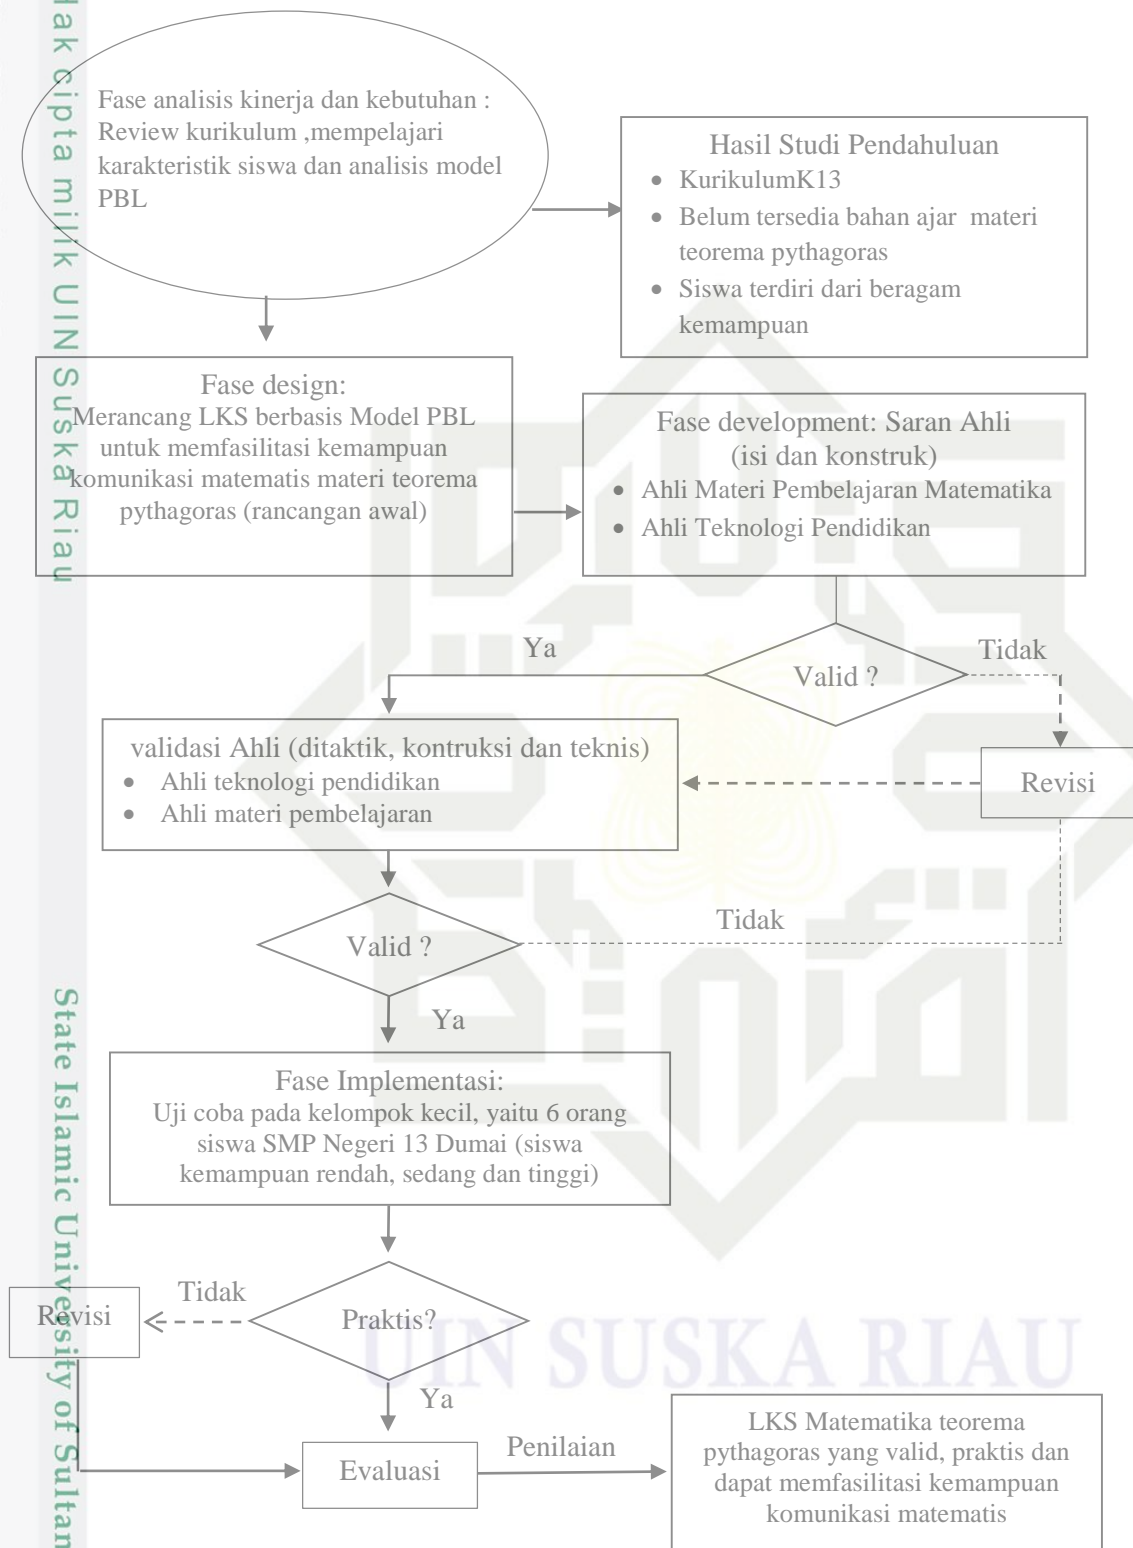 Hak cipta milik UIN Suska Riau
Fase analisis kinerja dan kebutuhan :
Review kurikulum ,mempelajari
karakteristik siswa dan analisis model
PBL
Hasil Studi Pendahuluan
• KurikulumK13
• Belum tersedia bahan ajar materi
teorema pythagoras
• Siswa terdiri dari beragam
kemampuan
Fase design:
Merancang LKS berbasis Model PBL
untuk memfasilitasi kemampuan
komunikasi matematis materi teorema
pythagoras (rancangan awal)
Fase development: Saran Ahli
(isi dan konstruk)
• Ahli Materi Pembelajaran Matematika
• Ahli Teknologi Pendidikan
Ya
Valid ?
Tidak
validasi Ahli (ditaktik, kontruksi dan teknis)
• Ahli teknologi pendidikan
• Ahli materi pembelajaran
Revisi
Valid ?
Tidak
Ya
State Islamic University of Sultan
Fase Implementasi:
Uji coba pada kelompok kecil, yaitu 6 orang
siswa SMP Negeri 13 Dumai (siswa
kemampuan rendah, sedang dan tinggi)
Revisi
Tidak
Praktis?
UIN SUSKA RIAU
Ya
Evaluasi
Penilaian
LKS Matematika teorema
pythagoras yang valid, praktis dan
dapat memfasilitasi kemampuan
komunikasi matematis